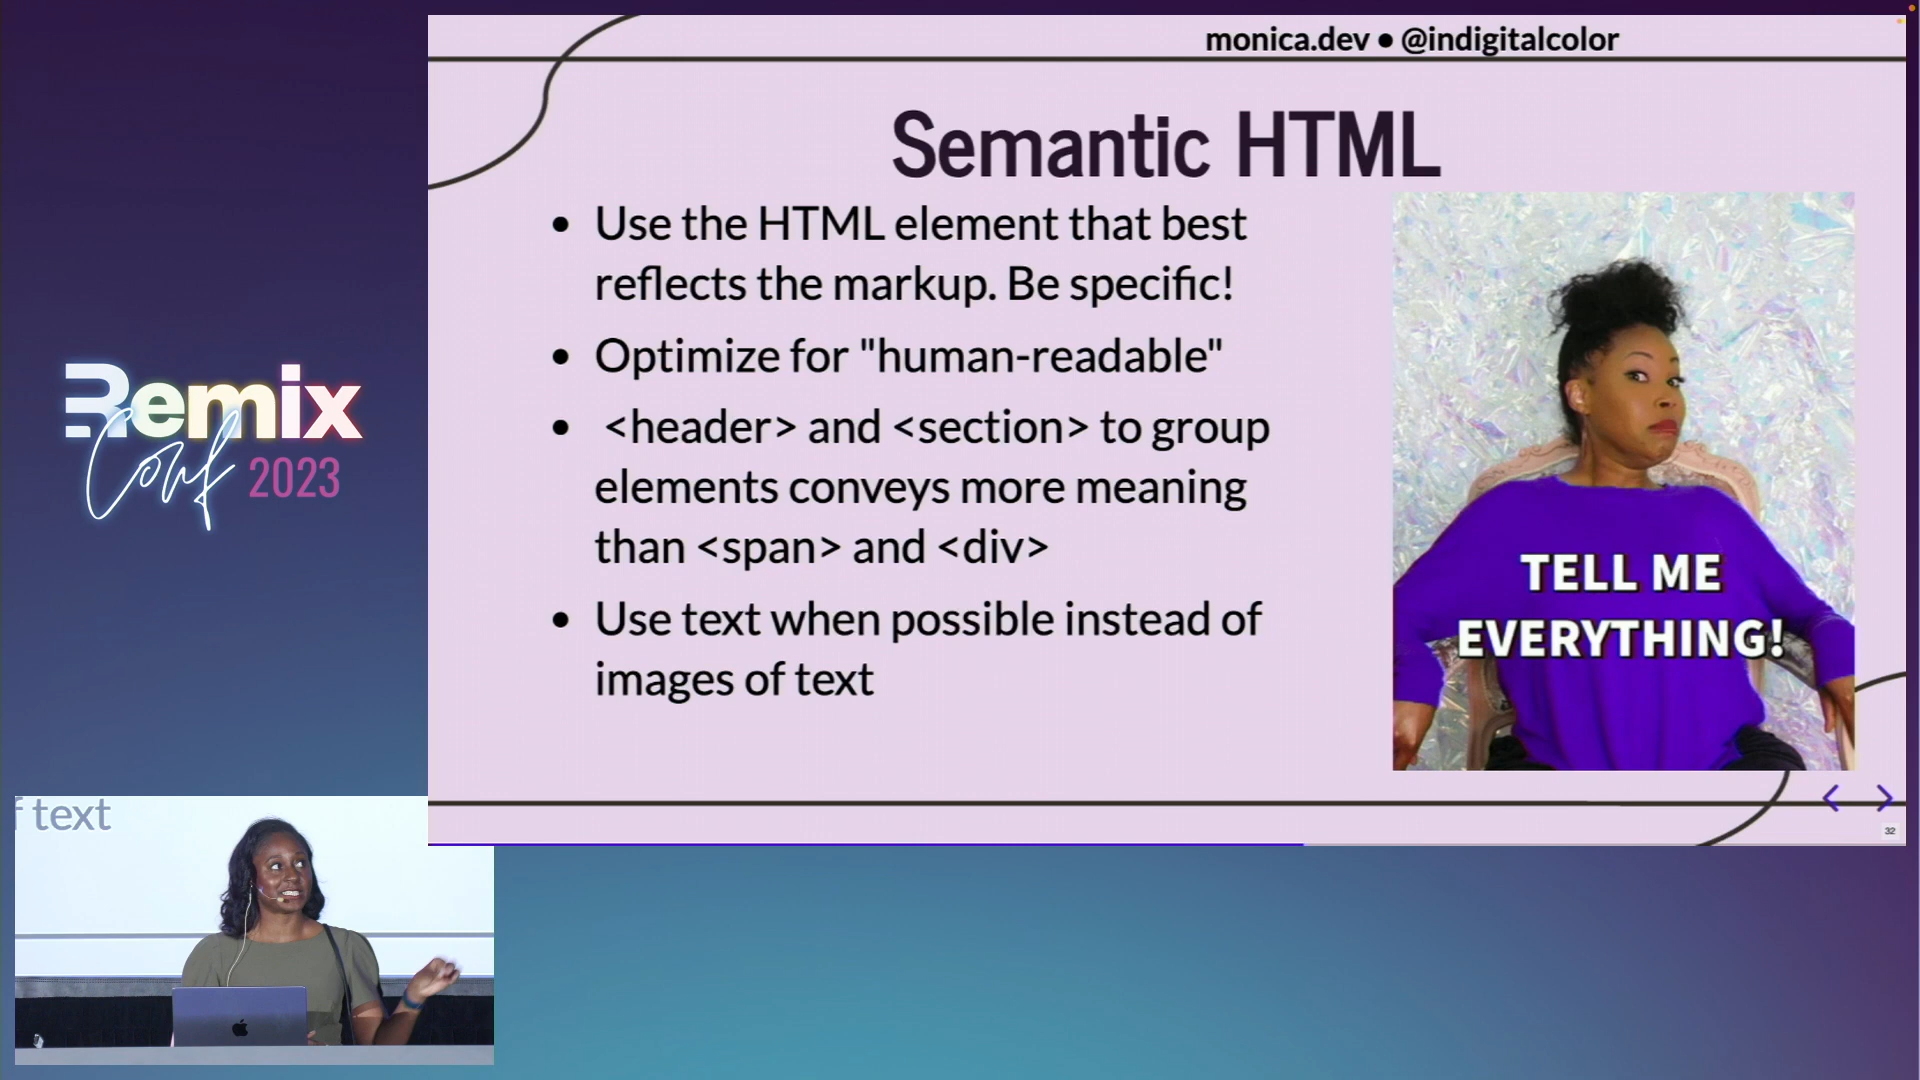 monica.dev ● @indigitalcolor
Semantic HTML
• Use the HTML element that best
reflects the markup. Be specific!
• Optimize for "human-readable"
• <header> and <section> to group
elements conveys more meaning
than <span> and <div>
• Use text when possible instead of
images of text
TELL ME
EVERYTHING!
32
Remix
Conf 2023
f text